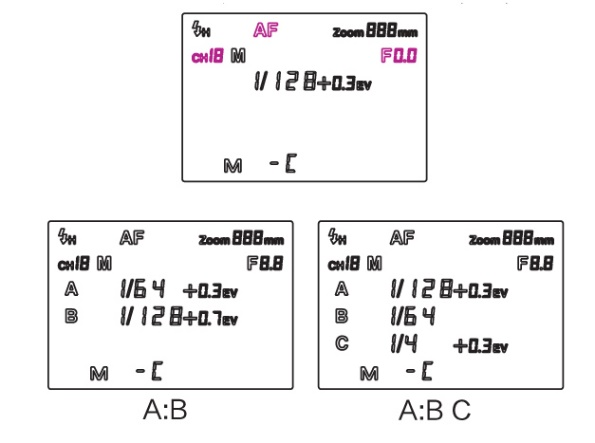 H AF Zoom 888mm
CH18 M F0.0
1/128+0.3EV
M -C
H AF Zoom 888mm
CH18 M F8.8
A 1/64 +0.3EV
B 1/128+0.7EV
M -C
A:B
H AF Zoom 888mm
CH18 M F8.8
A 1/128+0.3EV
B 1/64
C 1/4 +0.3EV
M -C
A:B C